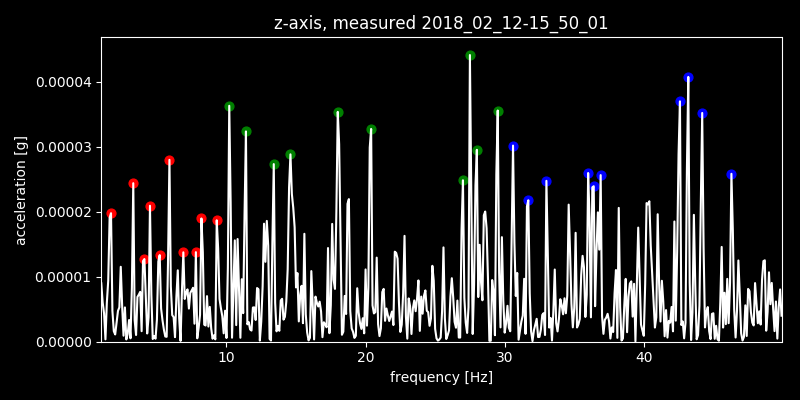 z-axis, measured 2018_02_12-15_50_01
acceleration [g]
0.00004
0.00003
0.00002
0.00001
0.00000
10 20 30 40
frequency [Hz]